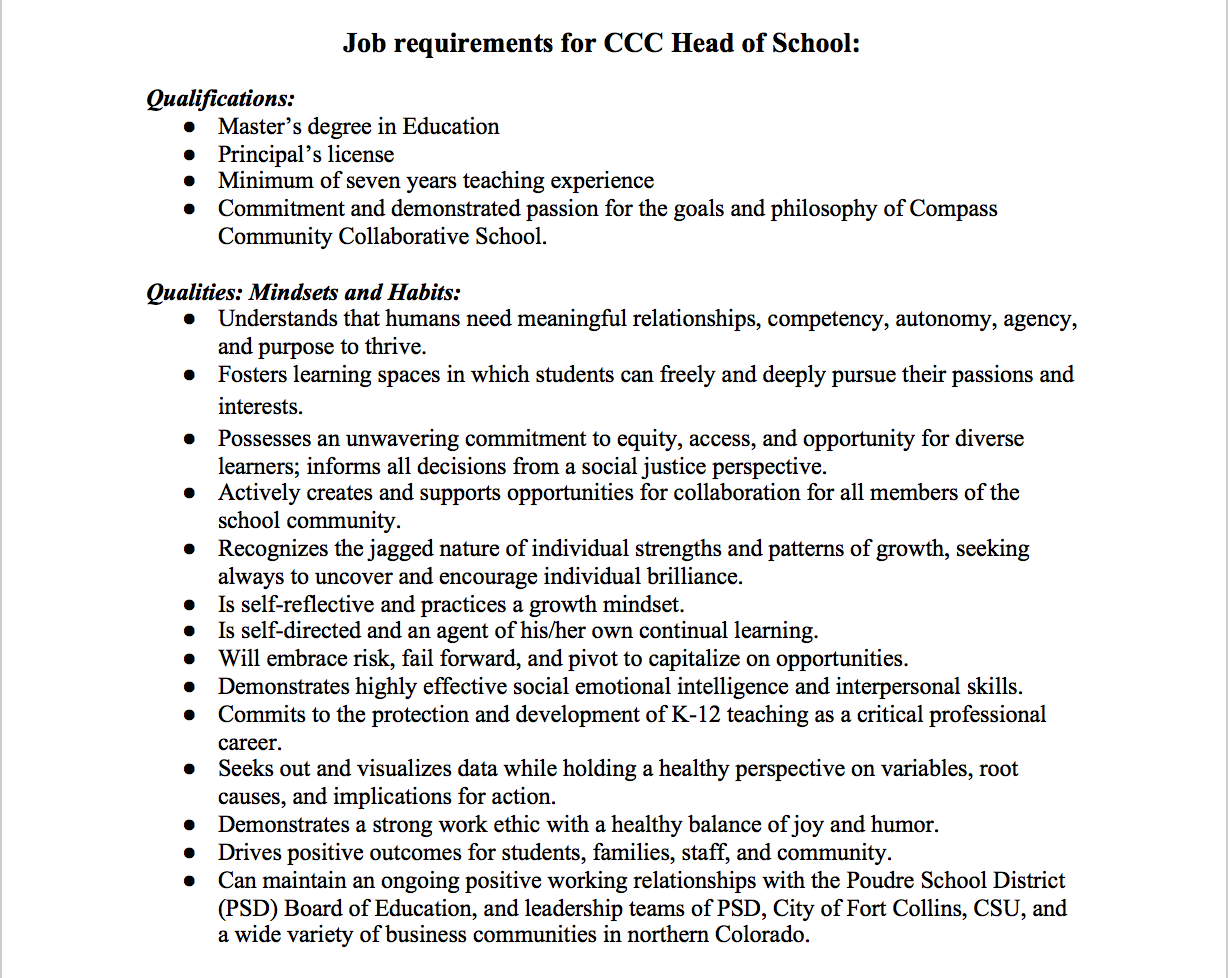 Job requirements for CCC Head of School:
Qualifications:
● Master’s degree in Education
● Principal’s license
● Minimum of seven years teaching experience
● Commitment and demonstrated passion for the goals and philosophy of Compass
Community Collaborative School.
Qualities: Mindsets and Habits:
● Understands that humans need meaningful relationships, competency, autonomy, agency,
and purpose to thrive.
● Fosters learning spaces in which students can freely and deeply pursue their passions and
interests.
● Possesses an unwavering commitment to equity, access, and opportunity for diverse
learners; informs all decisions from a social justice perspective.
● Actively creates and supports opportunities for collaboration for all members of the
school community.
● Recognizes the jagged nature of individual strengths and patterns of growth, seeking
always to uncover and encourage individual brilliance.
● Is self-reflective and practices a growth mindset.
● Is self-directed and an agent of his/her own continual learning.
● Will embrace risk, fail forward, and pivot to capitalize on opportunities.
● Demonstrates highly effective social emotional intelligence and interpersonal skills.
● Commits to the protection and development of K-12 teaching as a critical professional
career.
● Seeks out and visualizes data while holding a healthy perspective on variables, root
causes, and implications for action.
● Demonstrates a strong work ethic with a healthy balance of joy and humor.
● Drives positive outcomes for students, families, staff, and community.
● Can maintain an ongoing positive working relationships with the Poudre School District
(PSD) Board of Education, and leadership teams of PSD, City of Fort Collins, CSU, and
a wide variety of business communities in northern Colorado.